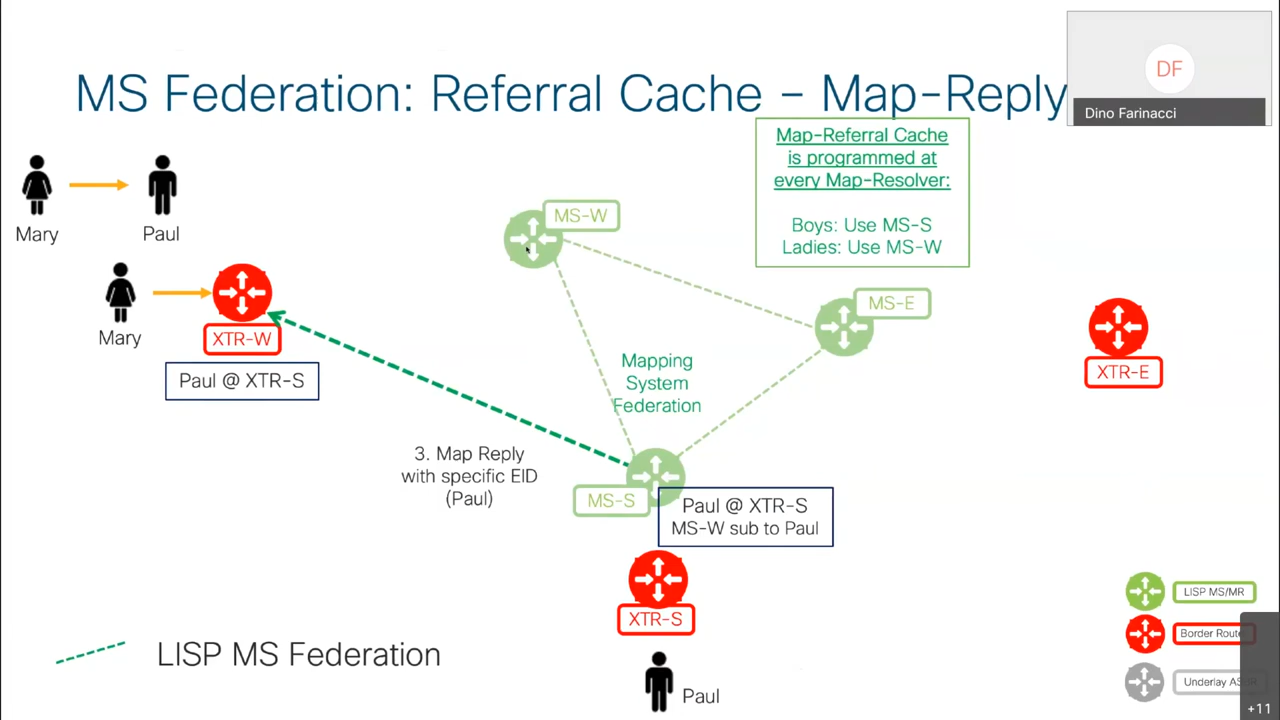 MS Federation: Referral Cache – Map-Reply
DF
Dino Farinacci
Map-Referral Cache
is programmed at
every Map-Resolver:
Boys: Use MS-S
Ladies: Use MS-W
Mary
Paul
MS-W
MS-E
Mary
XTR-W
Paul @ XTR-S
XTR-E
Mapping
System
Federation
3. Map Reply
with specific EID
(Paul)
MS-S
Paul @ XTR-S
MS-W sub to Paul
XTR-S
Paul
LISP MS Federation
LISP MS/MR
Border Route
Underlay
+11